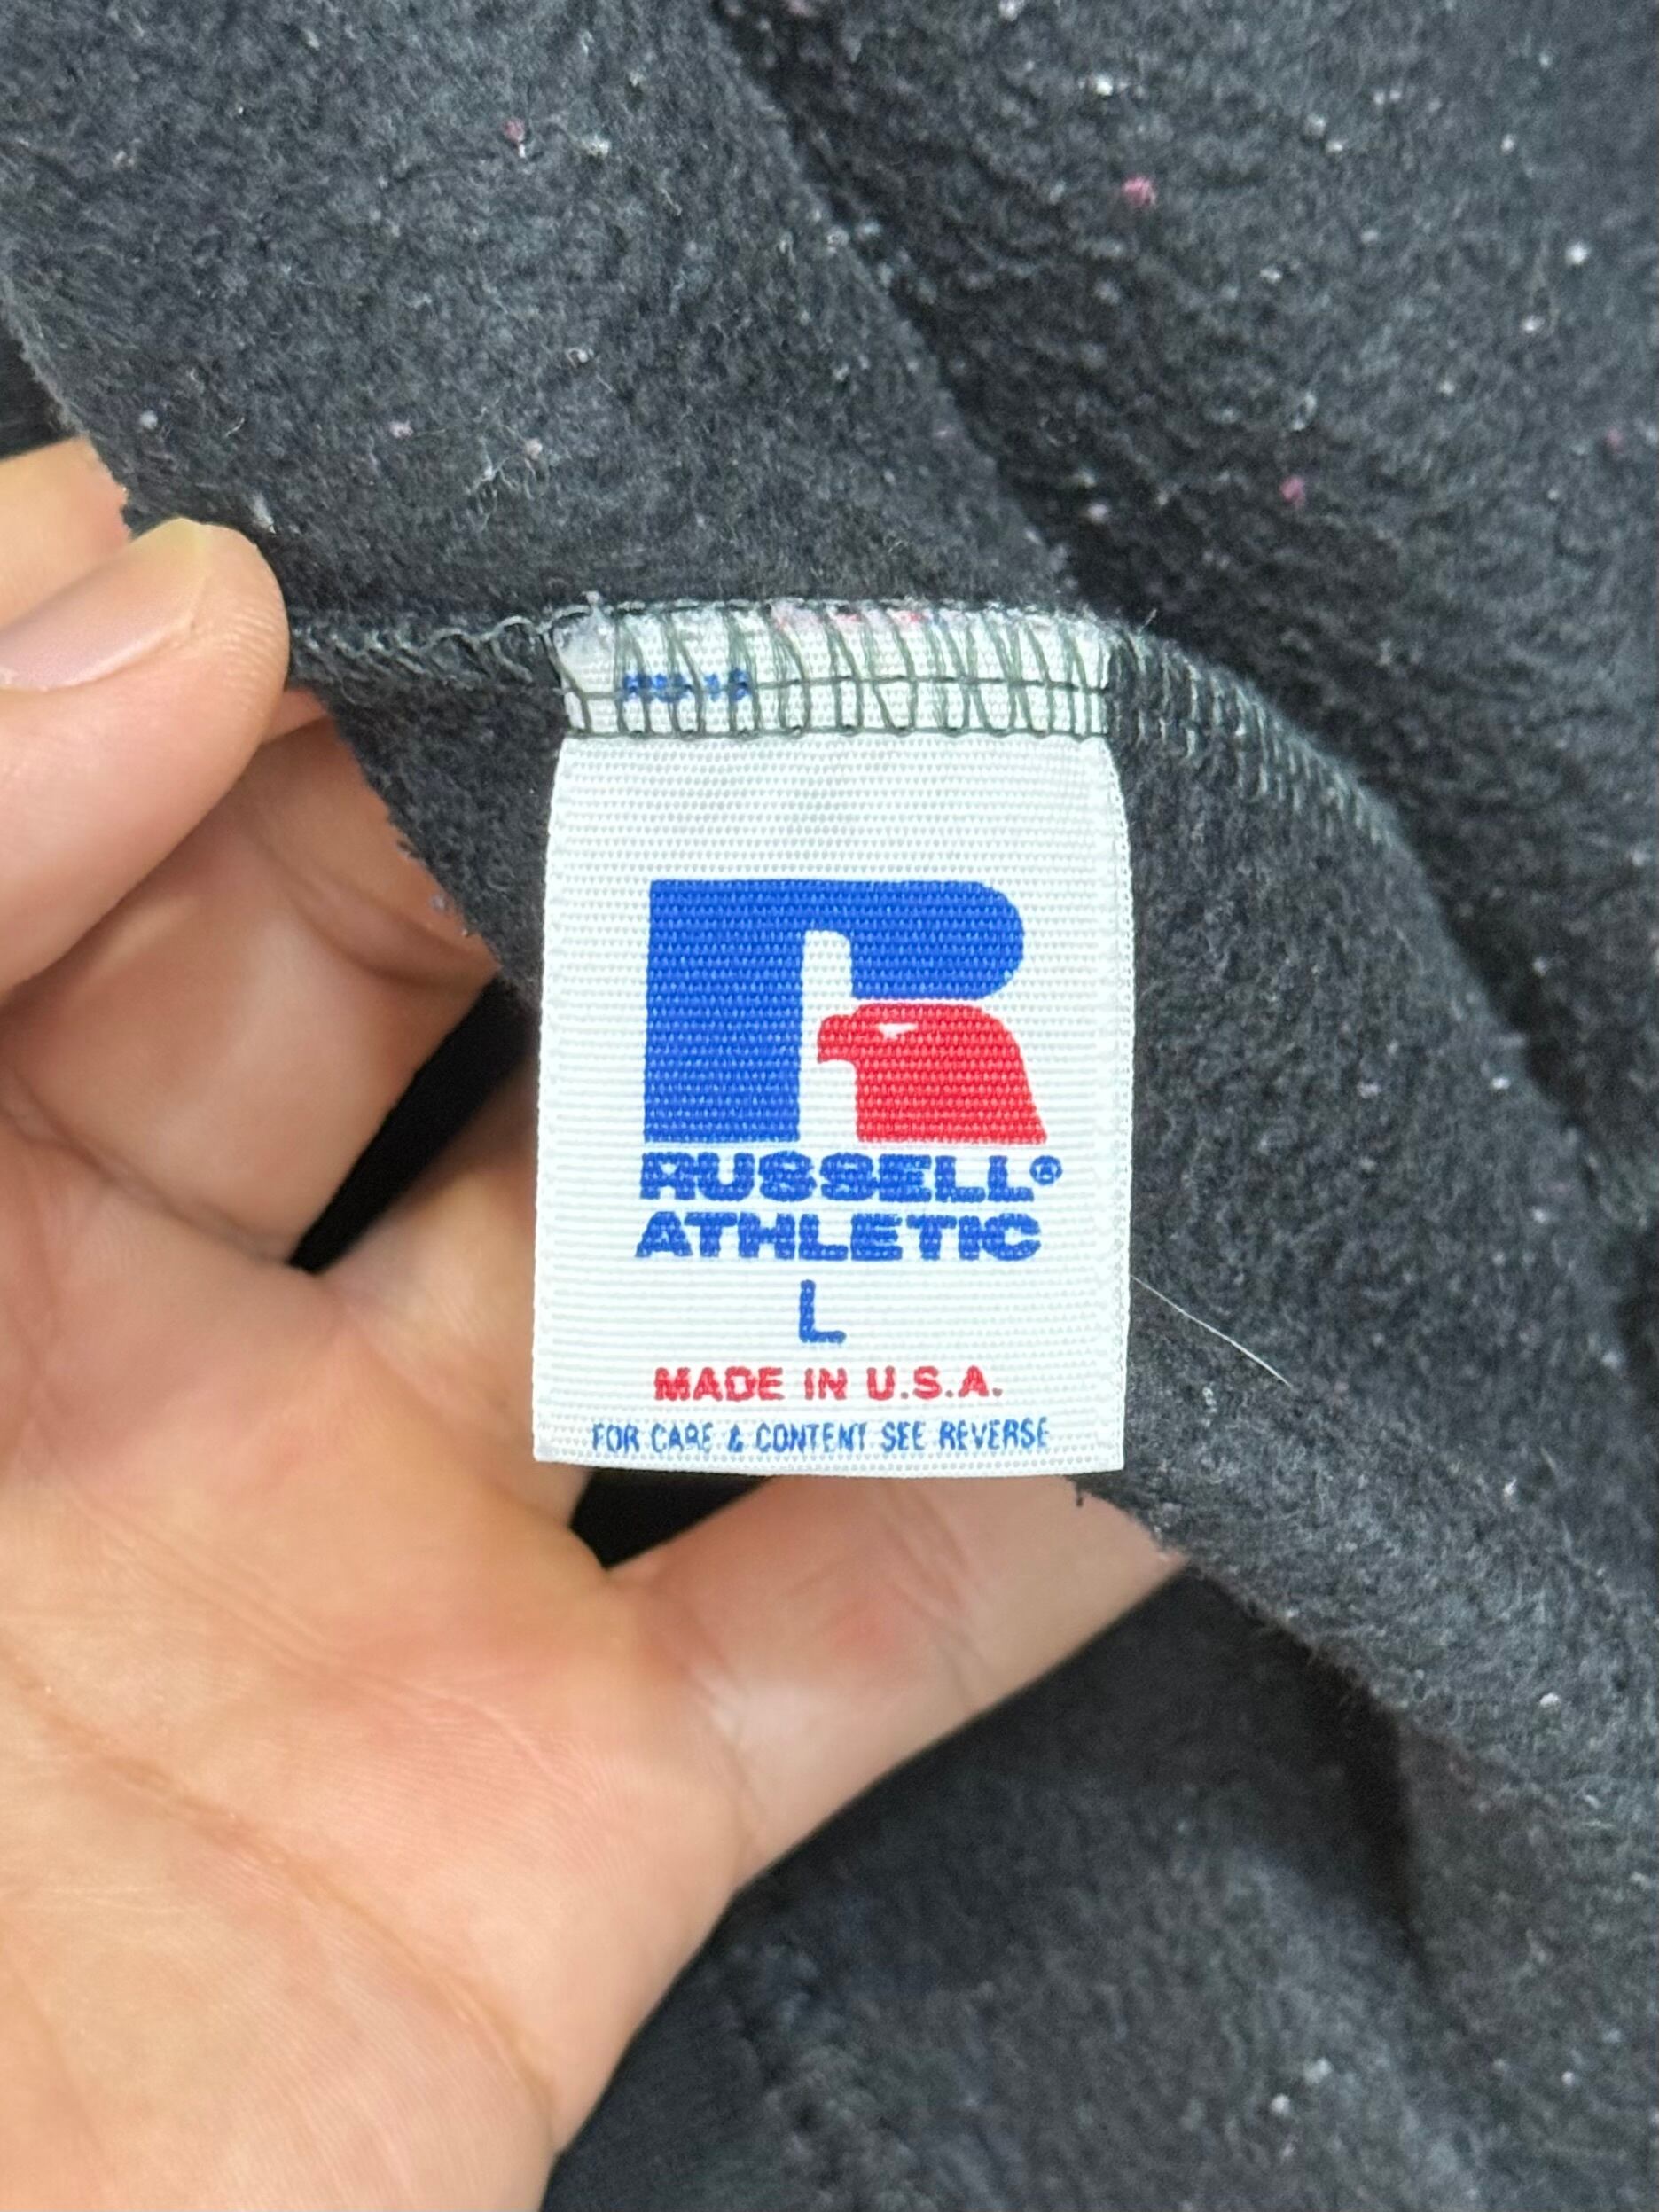 RUSSELL®
ATHLETIC
L
MADE IN U.S.A.
FOR CARE & CONTENT SEE REVERSE